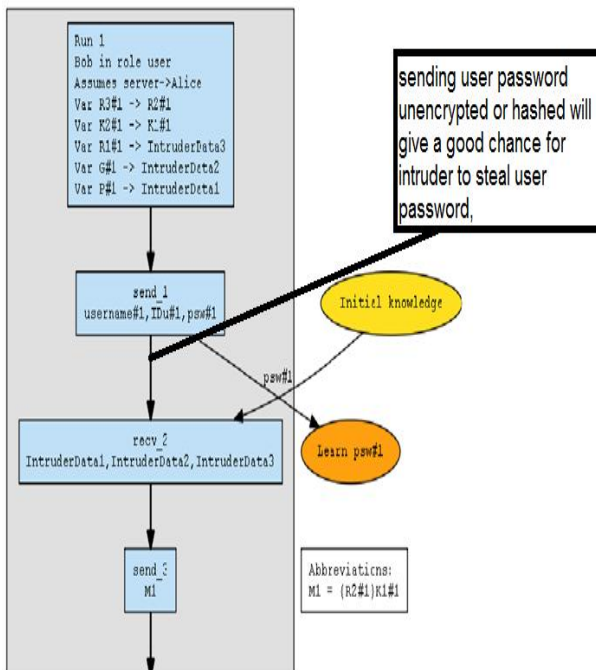 Run 1
Bob in role user
Assumes server->Alice
Var R3#1 -> R2#1
Var K2#1 -> K1#1
Var R1#1 -> IntruderData3
Var G#1 -> IntruderData2
Var P#1 -> IntruderData1
sending user password
unencrypted or hashed will
give a good chance for
intruder to steal user
password,
send_1
username#1,IDu#1,psw#1
Initial knowledge
psw#1
recv_2
IntruderData1,IntruderData2,IntruderData3
Learn psw#1
send_3
M1
Abbreviations:
M1 = (R2#1)K1#1